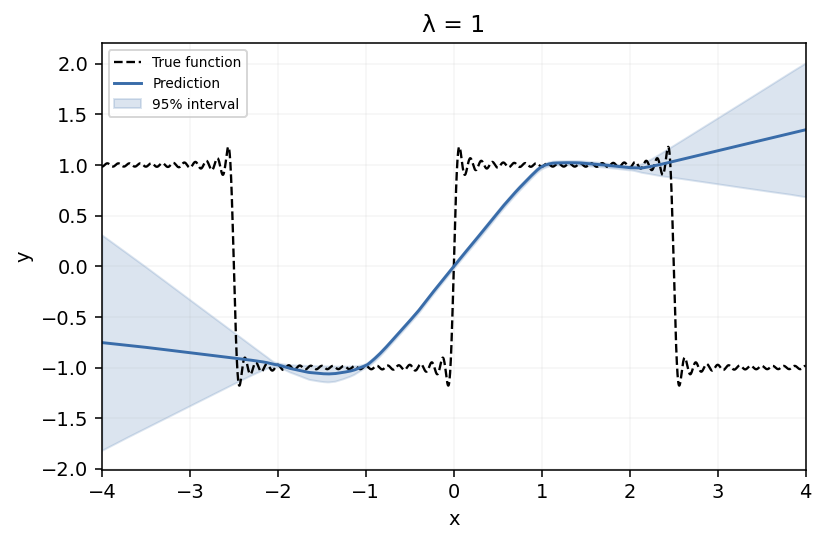 λ = 1
True function
Prediction
95% interval
2.0
1.5
1.0
0.5
0.0
−0.5
−1.0
−1.5
−2.0
y
−4 −3 −2 −1 0 1 2 3 4
x